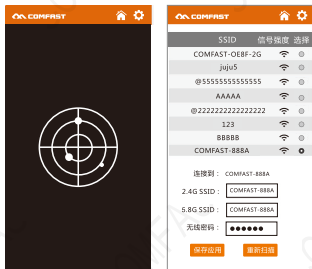 COMFAST
COMFAST
SSID 信号强度 选择
COMFAST-OE8F-2G
juju5
@55555555555555
AAAAA
@2222222222222222
123
BBBBB
COMFAST-888A
连接到： COMFAST-888A
2.4G SSID： COMFAST-888A
5.8G SSID： COMFAST-888A
无线密码： ●●●●●●
保存应用 重新扫描